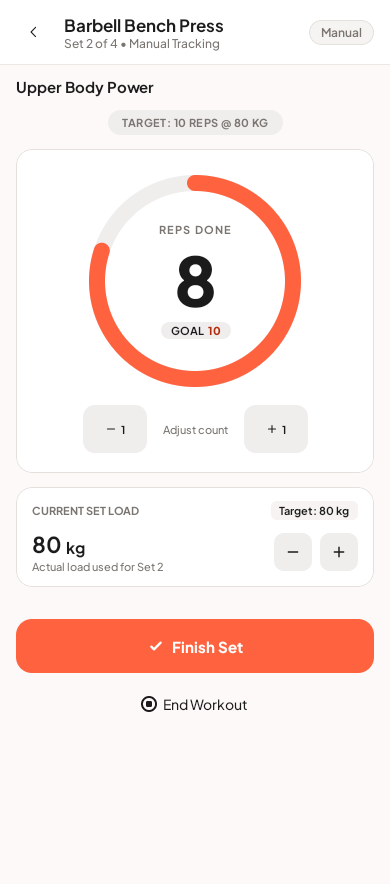 Barbell Bench Press
Set 2 of 4 • Manual Tracking
Manual
Upper Body Power
TARGET: 10 REPS @ 80 KG
REPS DONE
8
GOAL 10
− 1
Adjust count
+ 1
CURRENT SET LOAD
Target: 80 kg
80 kg
Actual load used for Set 2
−
+
Finish Set
End Workout